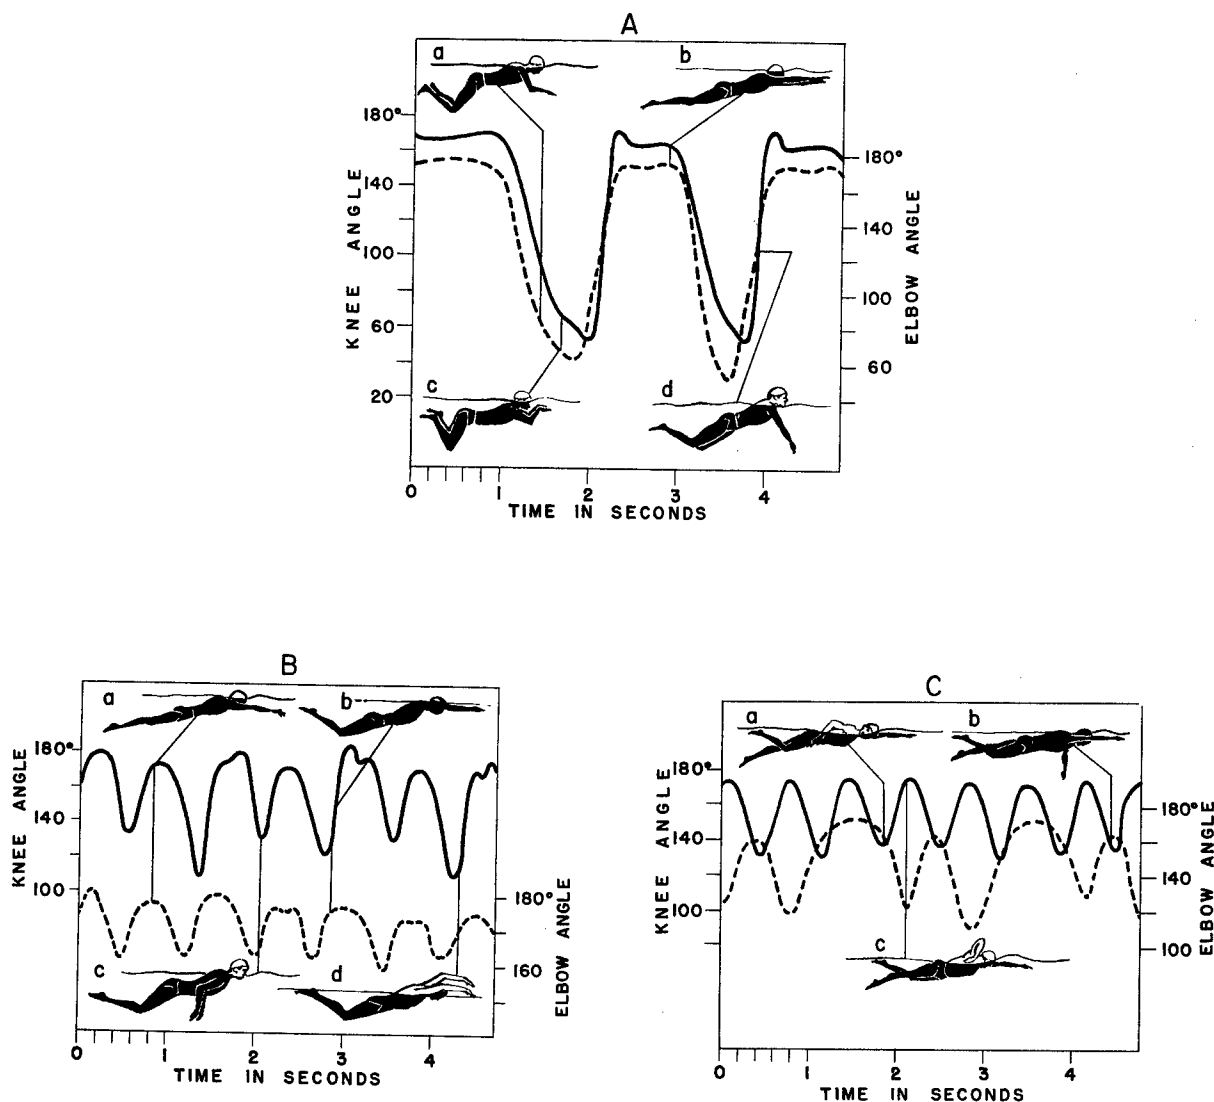 A
a
b
180°
140
100
60
20
KNEE ANGLE
180°
140
100
60
ELBOW ANGLE
c
d
0 1 2 3 4
TIME IN SECONDS
B
a
b
180°
140
100
KNEE ANGLE
180°
160
ELBOW ANGLE
c
d
0 1 2 3 4
TIME IN SECONDS
C
a
b
180°
140
100
KNEE ANGLE
180°
140
100
ELBOW ANGLE
c
0 1 2 3 4
TIME IN SECONDS